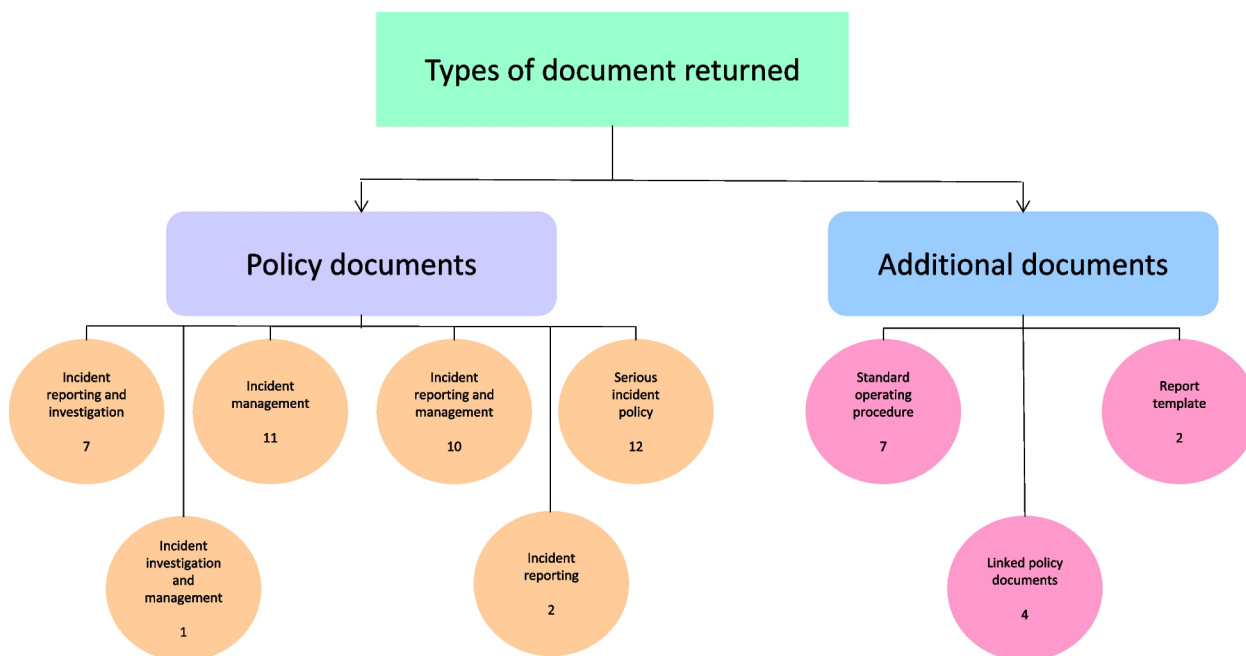 Types of document returned
Policy documents
Additional documents
Incident
reporting and
investigation
7
Incident
management
11
Incident
reporting and
management
10
Serious
incident
policy
12
Standard
operating
procedure
7
Report
template
2
Incident
investigation
and
management
1
Incident
reporting
2
Linked policy
documents
4